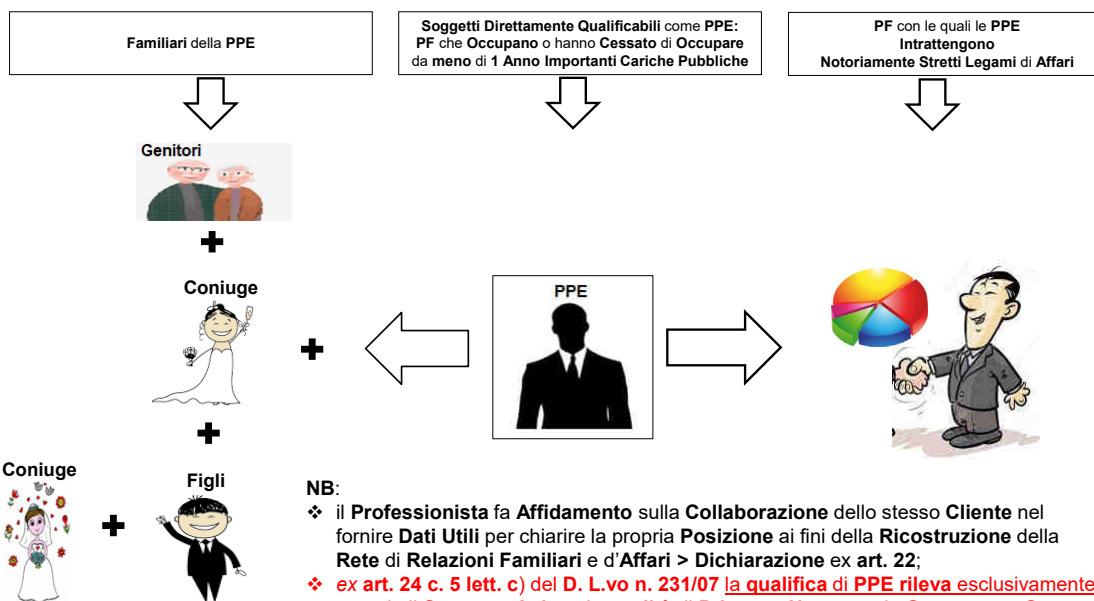 Familiari della PPE
Soggetti Direttamente Qualificabili come PPE:
PF che Occupano o hanno Cessato di Occupare
da meno di 1 Anno Importanti Cariche Pubbliche
PF con le quali le PPE
Intrattengono
Notoriamente Stretti Legami di Affari
Genitori
Coniuge
PPE
Coniuge
Figli
NB:
❖ il Professionista fa Affidamento sulla Collaborazione dello stesso Cliente nel
fornire Dati Utili per chiarire la propria Posizione ai fini della Ricostruzione della
Rete di Relazioni Familiari e d'Affari > Dichiarazione ex art. 22;
❖ ex art. 24 c. 5 lett. c) del D. L.vo n. 231/07 la qualifica di PPE rileva esclusivamente